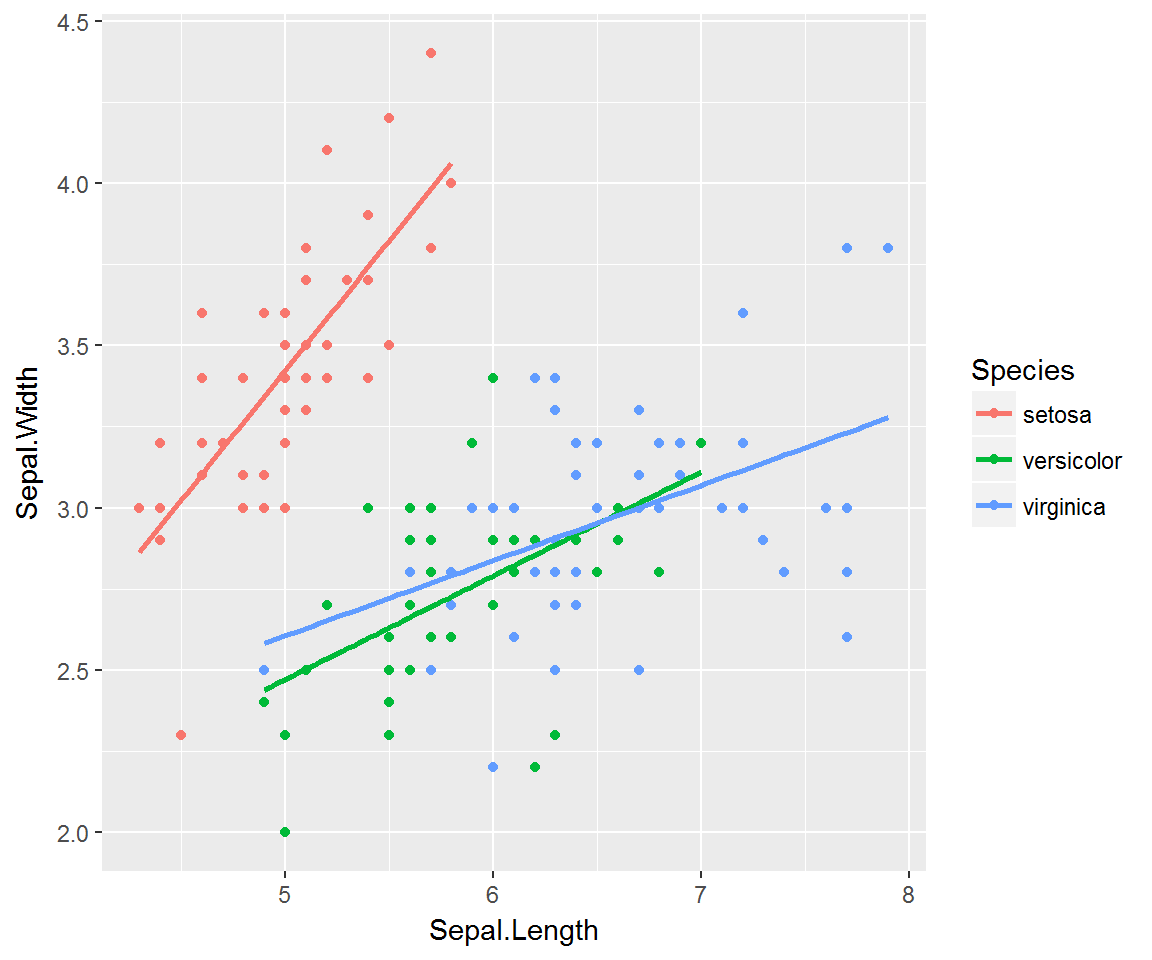 4.5
4.0
3.5
3.0
2.5
2.0
Sepal.Width
5 6 7 8
Sepal.Length
Species
setosa
versicolor
virginica